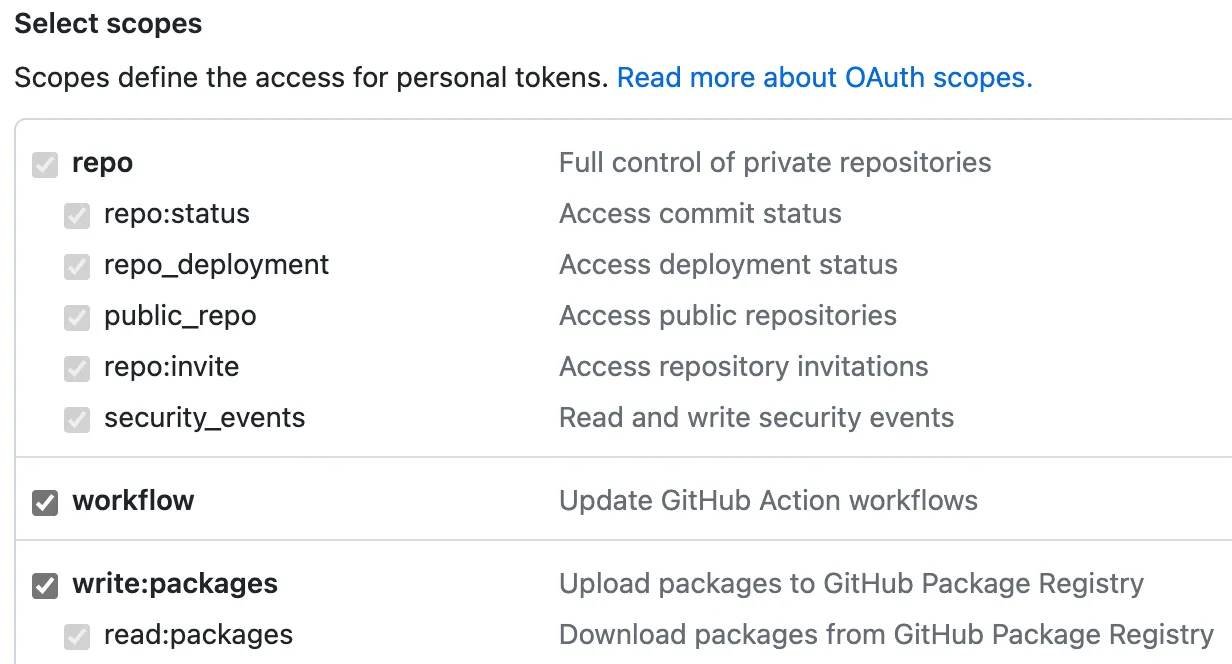 Select scopes
Scopes define the access for personal tokens. Read more about OAuth scopes.
repo Full control of private repositories
repo:status Access commit status
repo_deployment Access deployment status
public_repo Access public repositories
repo:invite Access repository invitations
security_events Read and write security events
workflow Update GitHub Action workflows
write:packages Upload packages to GitHub Package Registry
read:packages Download packages from GitHub Package Registry